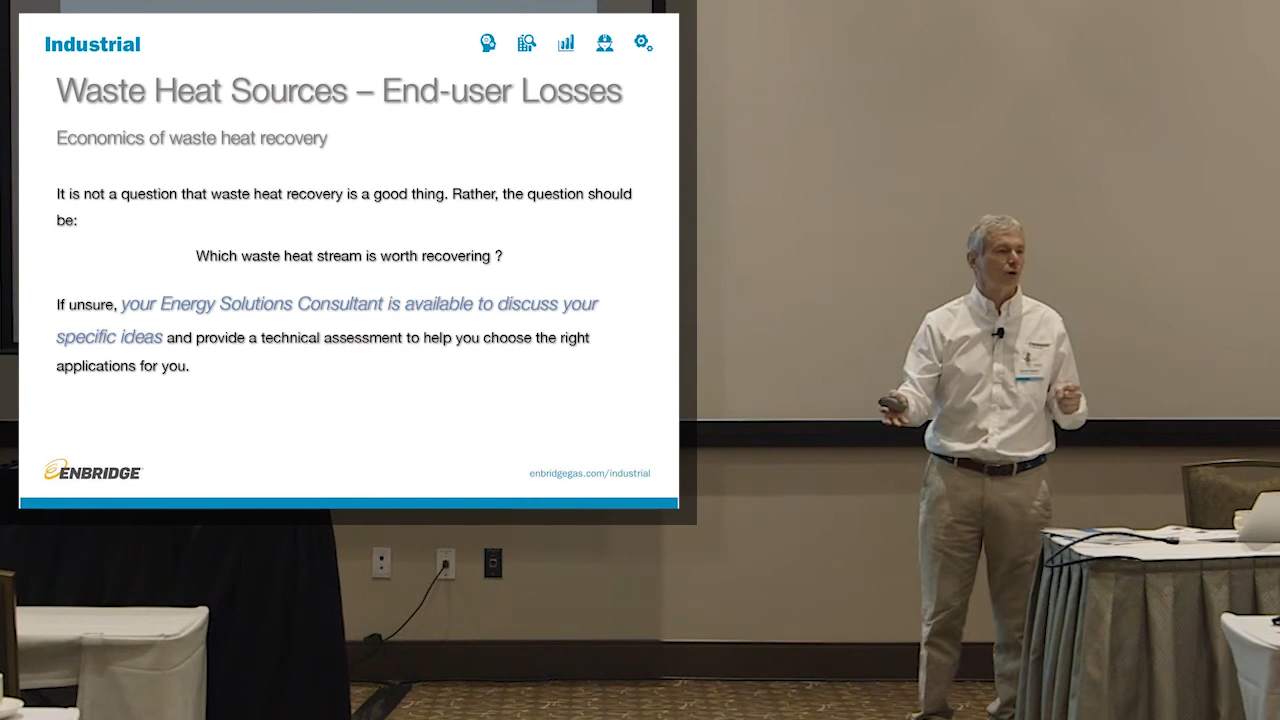 Industrial
Waste Heat Sources – End-user Losses
Economics of waste heat recovery
It is not a question that waste heat recovery is a good thing. Rather, the question should
be:
Which waste heat stream is worth recovering ?
If unsure, your Energy Solutions Consultant is available to discuss your
specific ideas and provide a technical assessment to help you choose the right
applications for you.
ENBRIDGE
enbridgegas.com/industrial